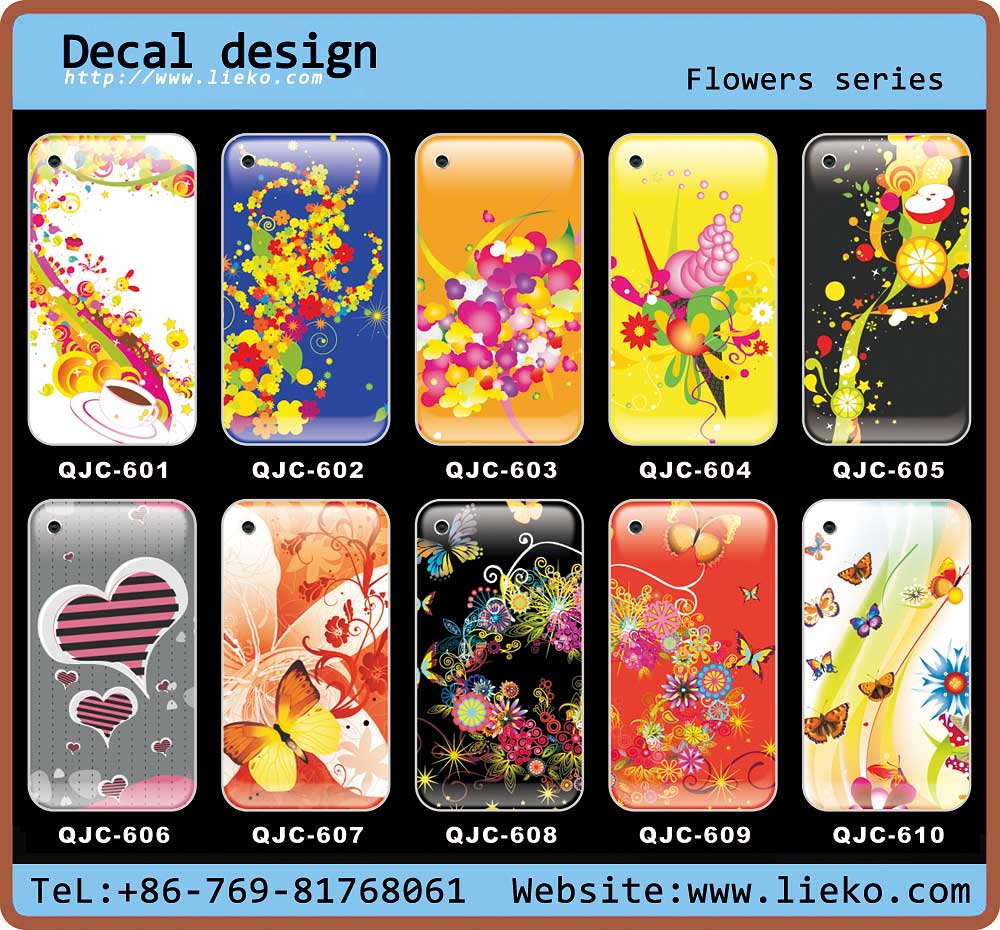 Decal design
http://www.lieko.com
Flowers series
QJC-601 QJC-602 QJC-603 QJC-604 QJC-605
QJC-606 QJC-607 QJC-608 QJC-609 QJC-610
TeL:+86-769-81768061 Website:www.lieko.com